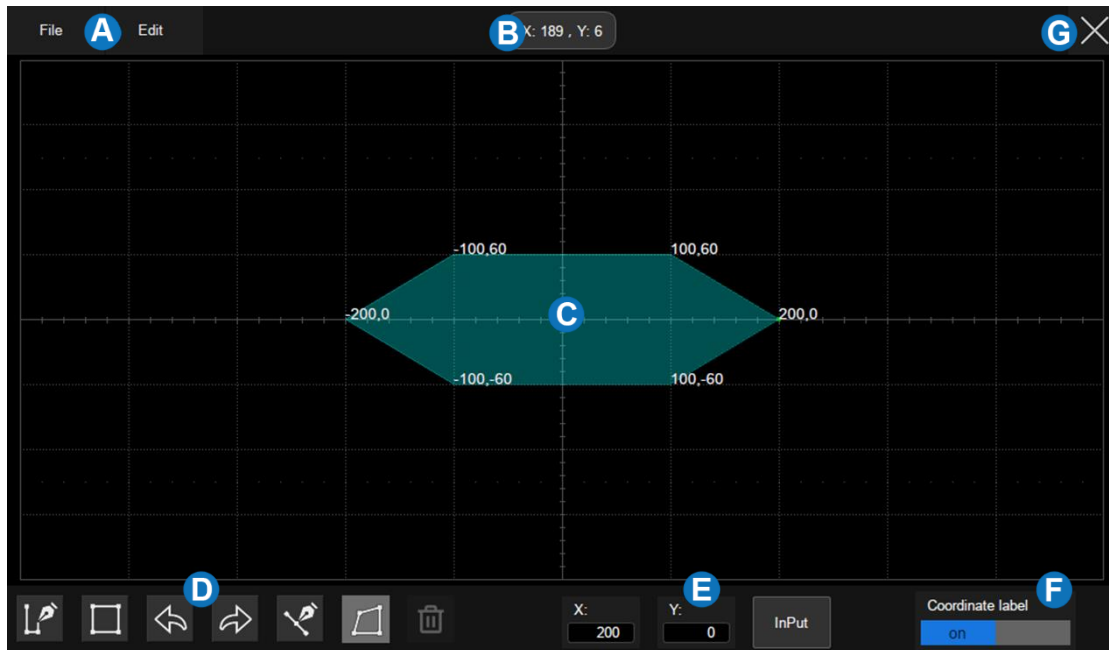 File A Edit
B X: 189 , Y: 6
G
-100,60 100,60
-200,0 C 200,0
-100,-60 100,-60
D
E
F
X: 200
Y: 0
InPut
Coordinate label
on